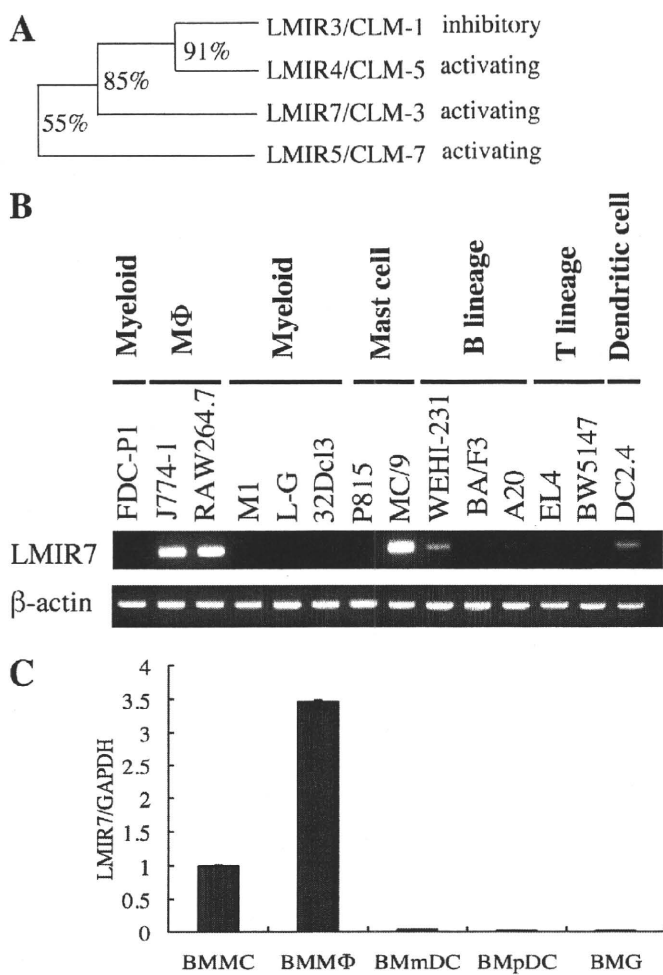 A
LMIR3/CLM-1 inhibitory
91%
LMIR4/CLM-5 activating
85%
LMIR7/CLM-3 activating
55%
LMIR5/CLM-7 activating
B
Myeloid
MΦ
Myeloid
Mast cell
B lineage
T lineage
Dendritic cell
FDC-P1
J774-1
RAW264.7
M1
L-G
32Dcl3
P815
MC/9
WEHI-231
BA/F3
A20
EL4
BW5147
DC2.4
LMIR7
β-actin
C
LMIR7/GAPDH
4
3.5
3
2.5
2
1.5
1
0.5
0
BMMC BMMΦ BMmDC BMpDC BMG